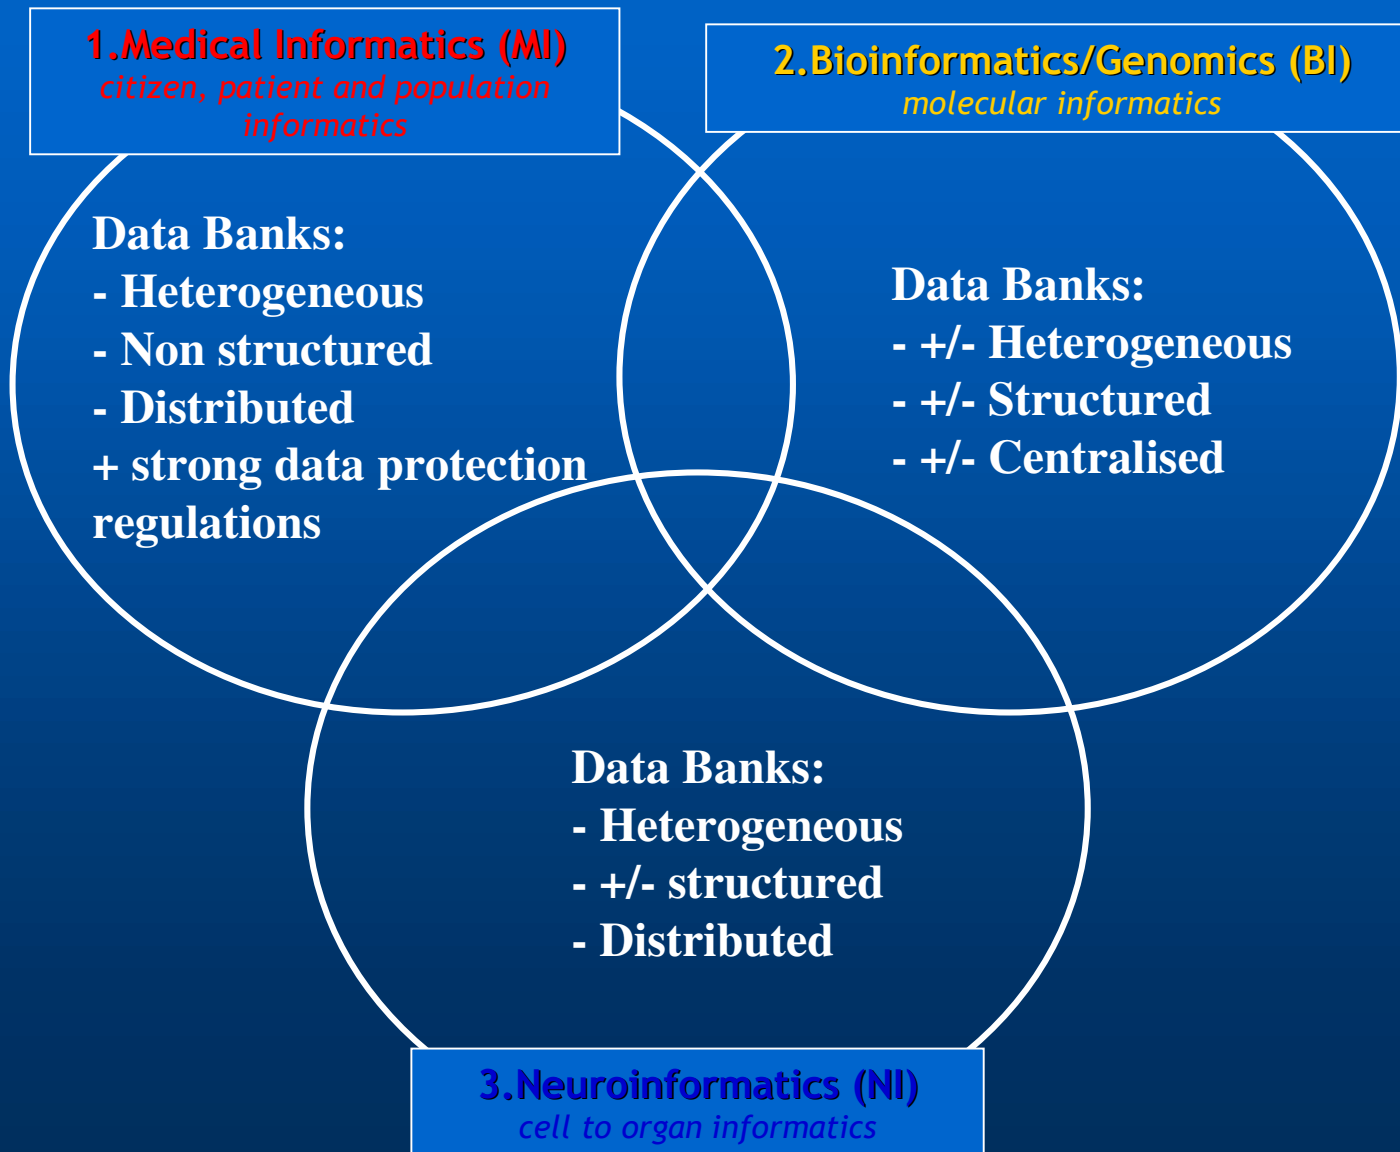 1.Medical Informatics (MI)
citizen, patient and population
informatics
2.Bioinformatics/Genomics (BI)
molecular informatics
Data Banks:
- Heterogeneous
- Non structured
- Distributed
+ strong data protection
regulations
Data Banks:
- +/- Heterogeneous
- +/- Structured
- +/- Centralised
Data Banks:
- Heterogeneous
- +/- structured
- Distributed
3.Neuroinformatics (NI)
cell to organ informatics